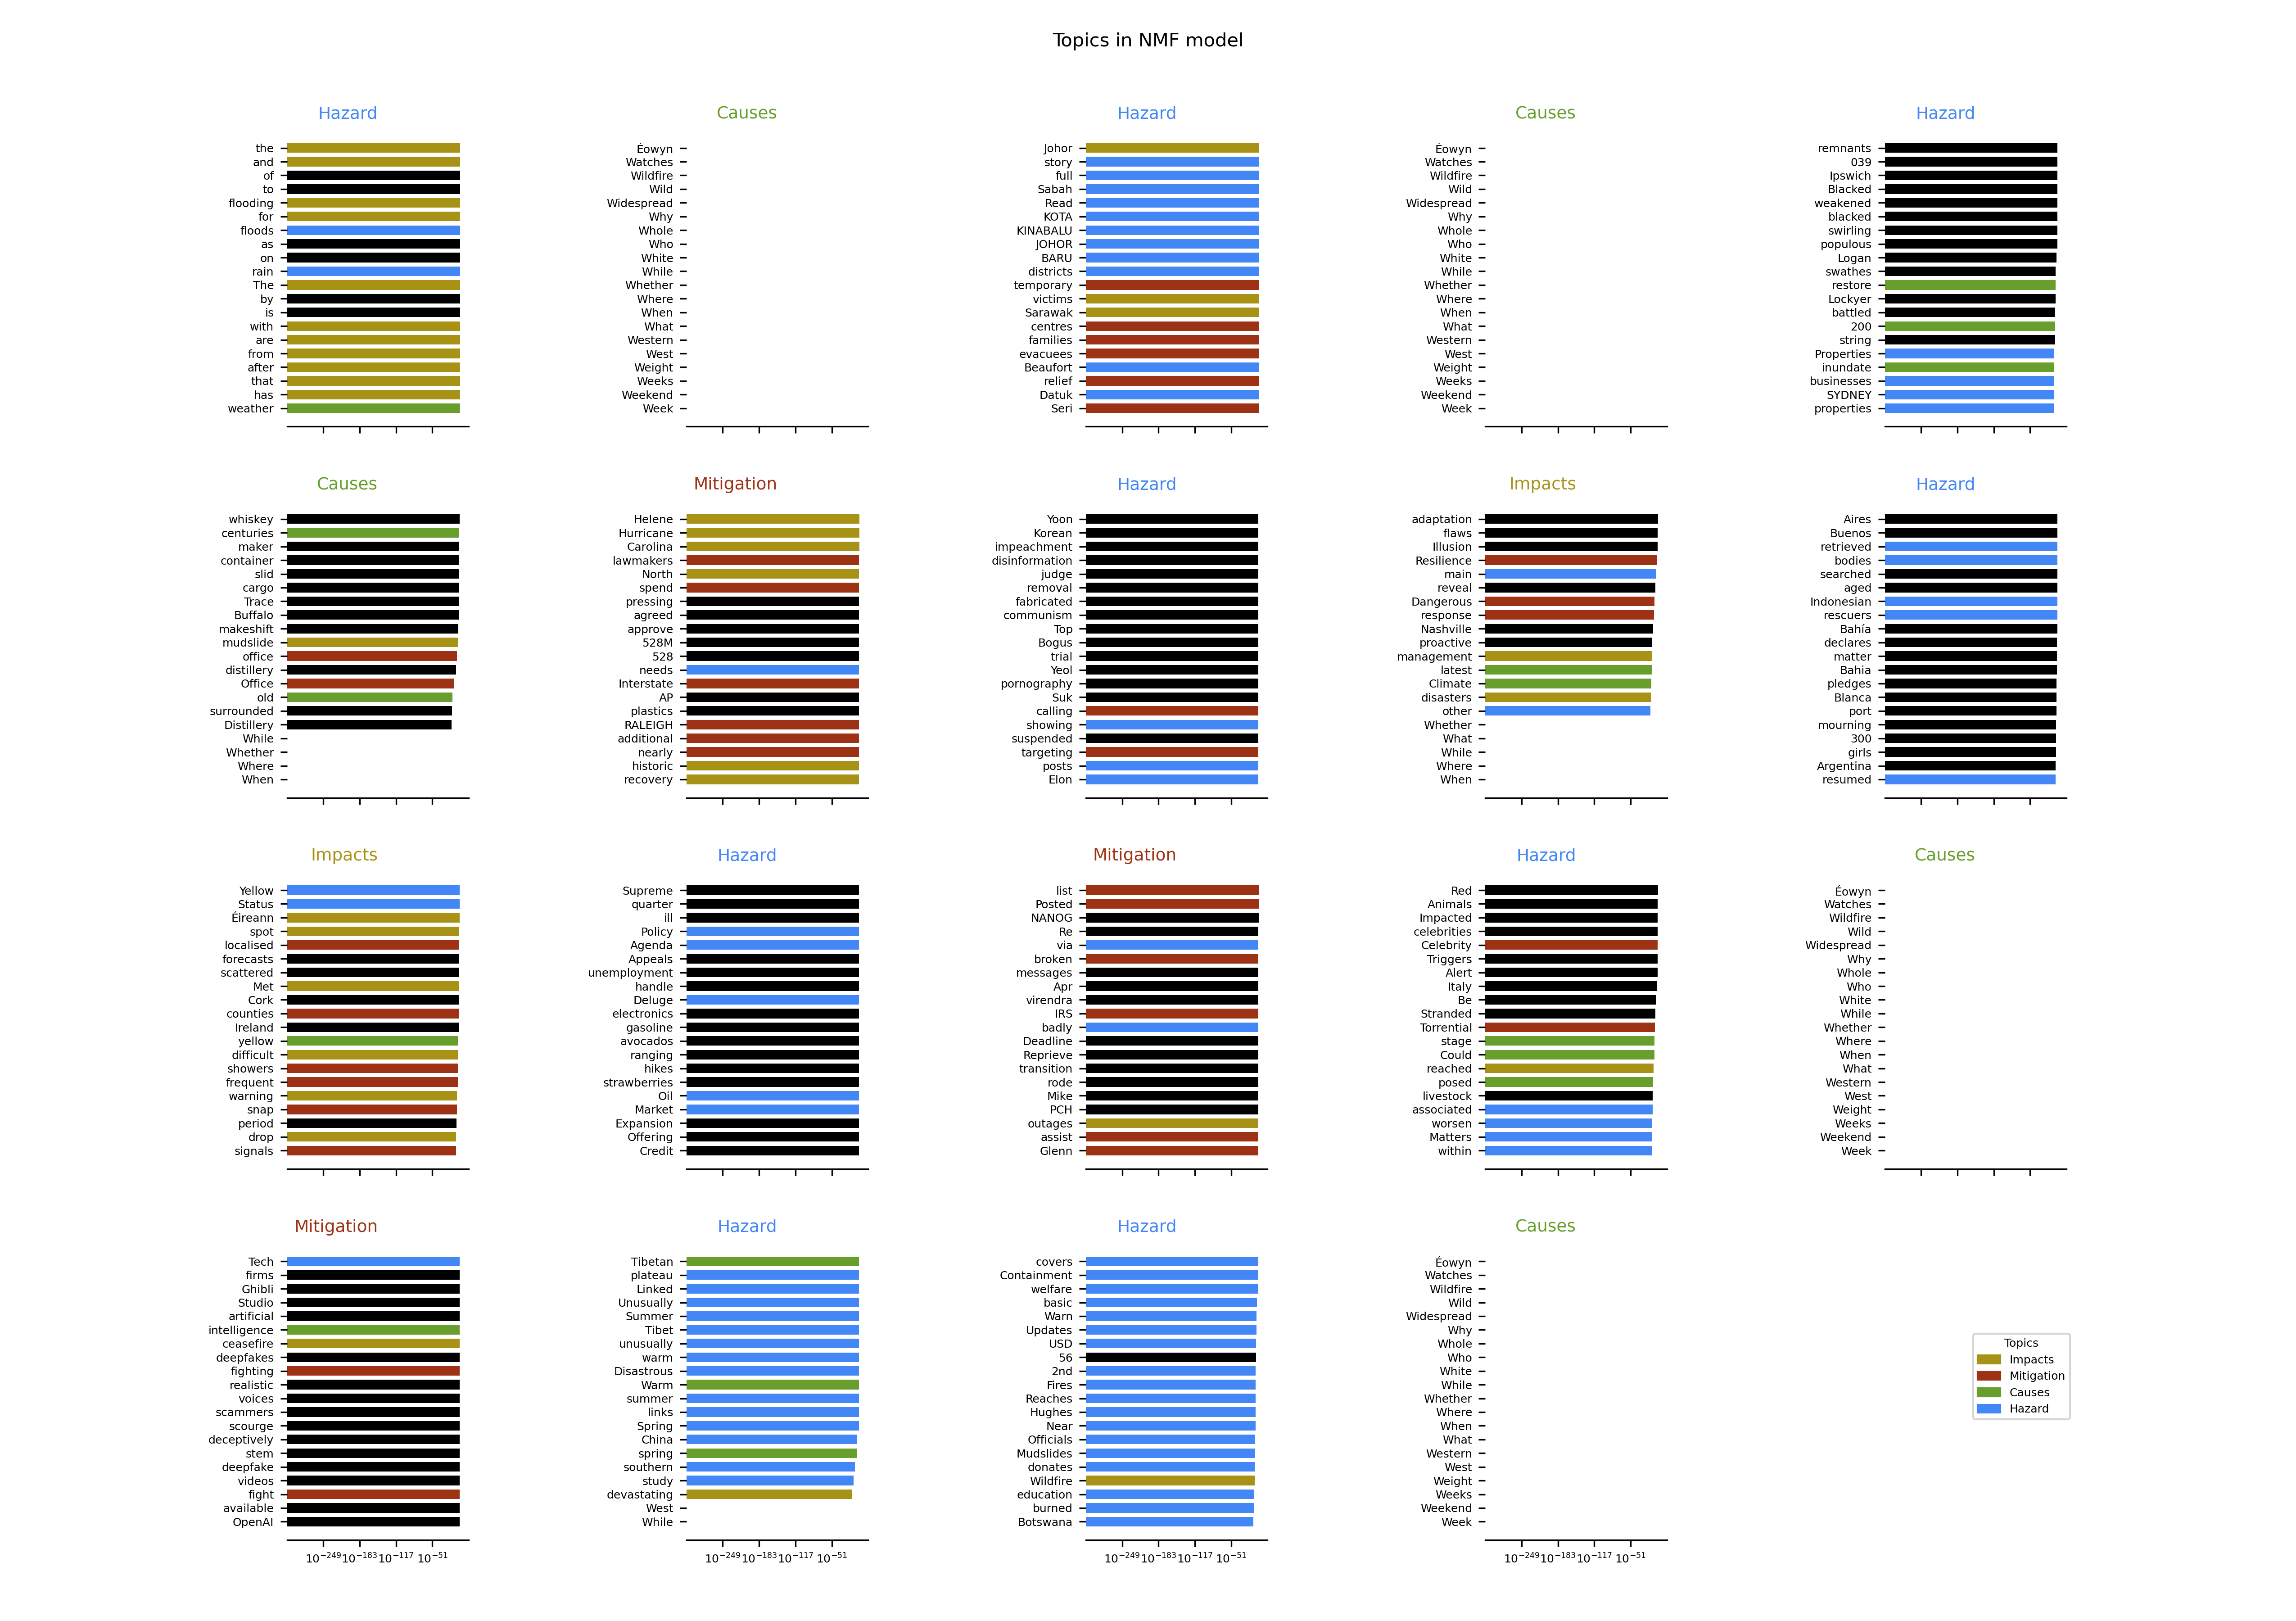 Topics in NMF model
Hazard
the
and
of
to
flooding
for
floods
as
on
rain
The
by
is
with
are
from
after
that
has
weather
Causes
Éowyn
Watches
Wildfire
Wild
Widespread
Why
Whole
Who
White
While
Whether
Where
When
What
Western
West
Weight
Weeks
Weekend
Week
Hazard
Johor
story
full
Sabah
Read
KOTA
KINABALU
JOHOR
BARU
districts
temporary
victims
Sarawak
centres
families
evacuees
Beaufort
relief
Datuk
Seri
Causes
Éowyn
Watches
Wildfire
Wild
Widespread
Why
Whole
Who
White
While
Whether
Where
When
What
Western
West
Weight
Weeks
Weekend
Week
Hazard
remnants
039
Ipswich
Blacked
weakened
blacked
swirling
populous
Logan
swathes
restore
Lockyer
battled
200
string
Properties
inundate
businesses
SYDNEY
properties
Causes
whiskey
centuries
maker
container
slid
cargo
Trace
Buffalo
makeshift
mudslide
office
distillery
Office
old
surrounded
Distillery
While
Whether
Where
When
Mitigation
Helene
Hurricane
Carolina
lawmakers
North
spend
pressing
agreed
approve
528M
528
needs
Interstate
AP
plastics
RALEIGH
additional
nearly
historic
recovery
Hazard
Yoon
Korean
impeachment
disinformation
judge
removal
fabricated
communism
Top
Bogus
trial
Yeol
pornography
Suk
calling
showing
suspended
targeting
posts
Elon
Impacts
adaptation
flaws
Illusion
Resilience
main
reveal
Dangerous
response
Nashville
proactive
management
latest
Climate
disasters
other
Whether
What
While
Where
When
Hazard
Aires
Buenos
retrieved
bodies
searched
aged
Indonesian
rescuers
Bahía
declares
matter
Bahia
pledges
Blanca
port
mourning
300
girls
Argentina
resumed
Impacts
Yellow
Status
Éireann
spot
localised
forecasts
scattered
Met
Cork
counties
Ireland
yellow
difficult
showers
frequent
warning
snap
period
drop
signals
Hazard
Supreme
quarter
ill
Policy
Agenda
Appeals
unemployment
handle
Deluge
electronics
gasoline
avocados
ranging
hikes
strawberries
Oil
Market
Expansion
Offering
Credit
Mitigation
list
Posted
NANOG
Re
via
broken
messages
Apr
virendra
IRS
badly
Deadline
Reprieve
transition
rode
Mike
PCH
outages
assist
Glenn
Hazard
Red
Animals
Impacted
celebrities
Celebrity
Triggers
Alert
Italy
Be
Stranded
Torrential
stage
Could
reached
posed
livestock
associated
worsen
Matters
within
Causes
Éowyn
Watches
Wildfire
Wild
Widespread
Why
Whole
Who
White
While
Whether
Where
When
What
Western
West
Weight
Weeks
Weekend
Week
Mitigation
Tech
firms
Ghibli
Studio
artificial
intelligence
ceasefire
deepfakes
fighting
realistic
voices
scammers
scourge
deceptively
stem
deepfake
videos
fight
available
OpenAI
10⁻²⁴⁹ 10⁻¹⁸³ 10⁻¹¹⁷ 10⁻⁵¹
Hazard
Tibetan
plateau
Linked
Unusually
Summer
Tibet
unusually
warm
Disastrous
Warm
summer
links
Spring
China
spring
southern
study
devastating
West
While
10⁻²⁴⁹ 10⁻¹⁸³ 10⁻¹¹⁷ 10⁻⁵¹
Hazard
covers
Containment
welfare
basic
Warn
Updates
USD
56
2nd
Fires
Reaches
Hughes
Near
Officials
Mudslides
donates
Wildfire
education
burned
Botswana
10⁻²⁴⁹ 10⁻¹⁸³ 10⁻¹¹⁷ 10⁻⁵¹
Causes
Éowyn
Watches
Wildfire
Wild
Widespread
Why
Whole
Who
White
While
Whether
Where
When
What
Western
West
Weight
Weeks
Weekend
Week
10⁻²⁴⁹ 10⁻¹⁸³ 10⁻¹¹⁷ 10⁻⁵¹
Topics
Impacts
Mitigation
Causes
Hazard